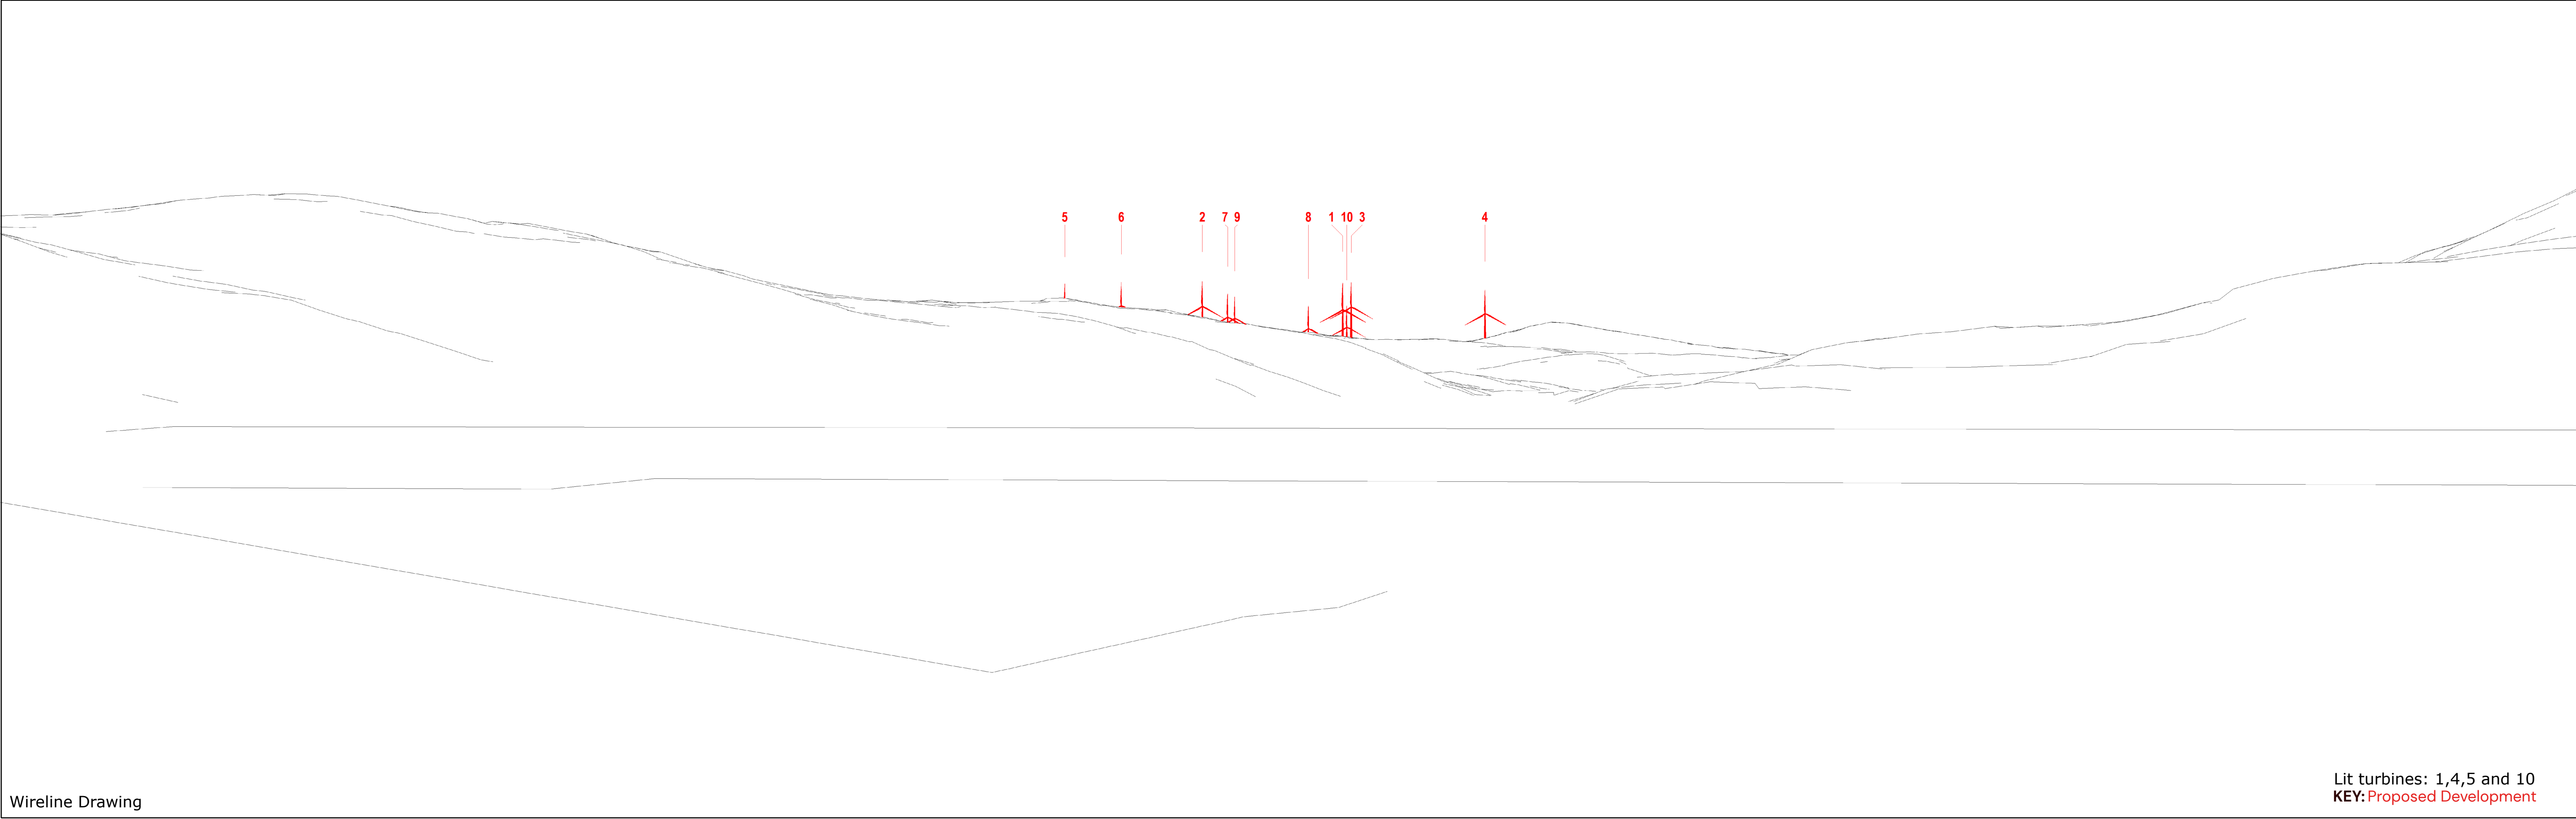 5 6 2 7 9 8 1 10 3 4
Lit turbines: 1,4,5 and 10
KEY: Proposed Development
Wireline Drawing